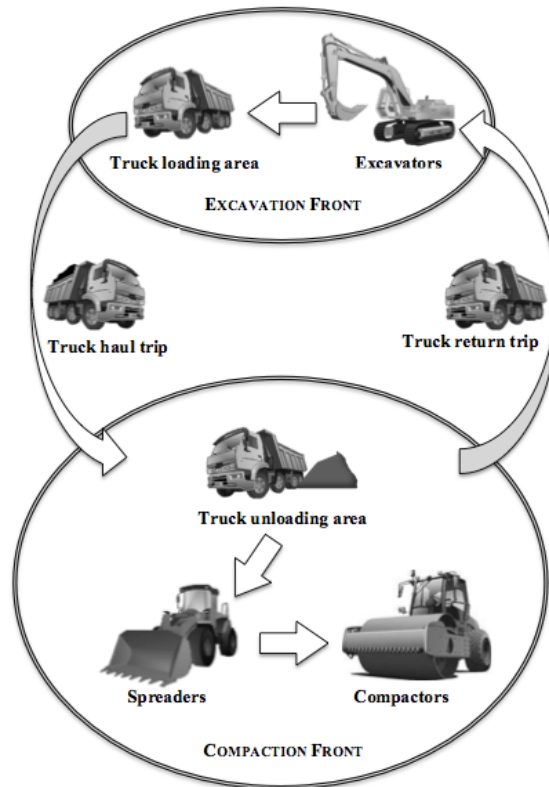 Truck loading area
Excavators
EXCAVATION FRONT
Truck haul trip
Truck return trip
Truck unloading area
Spreaders
Compactors
COMPACTION FRONT